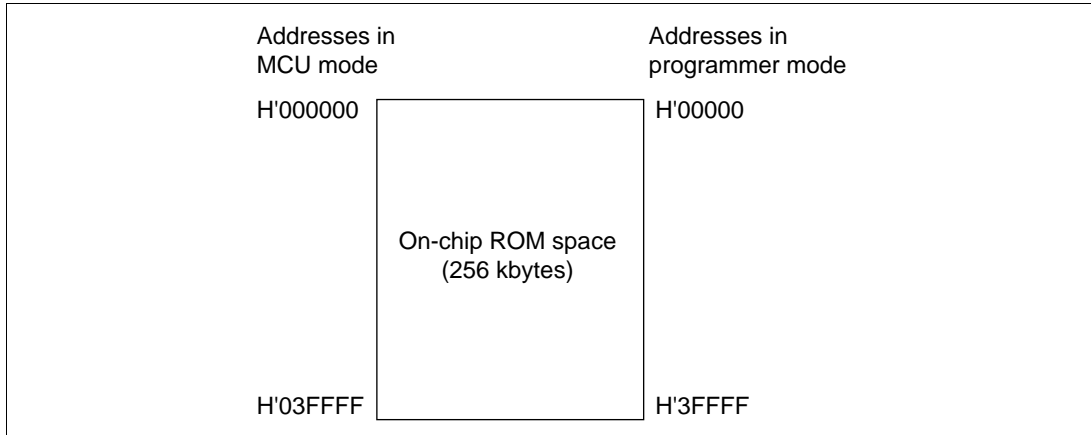 Addresses in
MCU mode
Addresses in
programmer mode
H'000000
H'00000
On-chip ROM space
(256 kbytes)
H'03FFFF
H'3FFFF